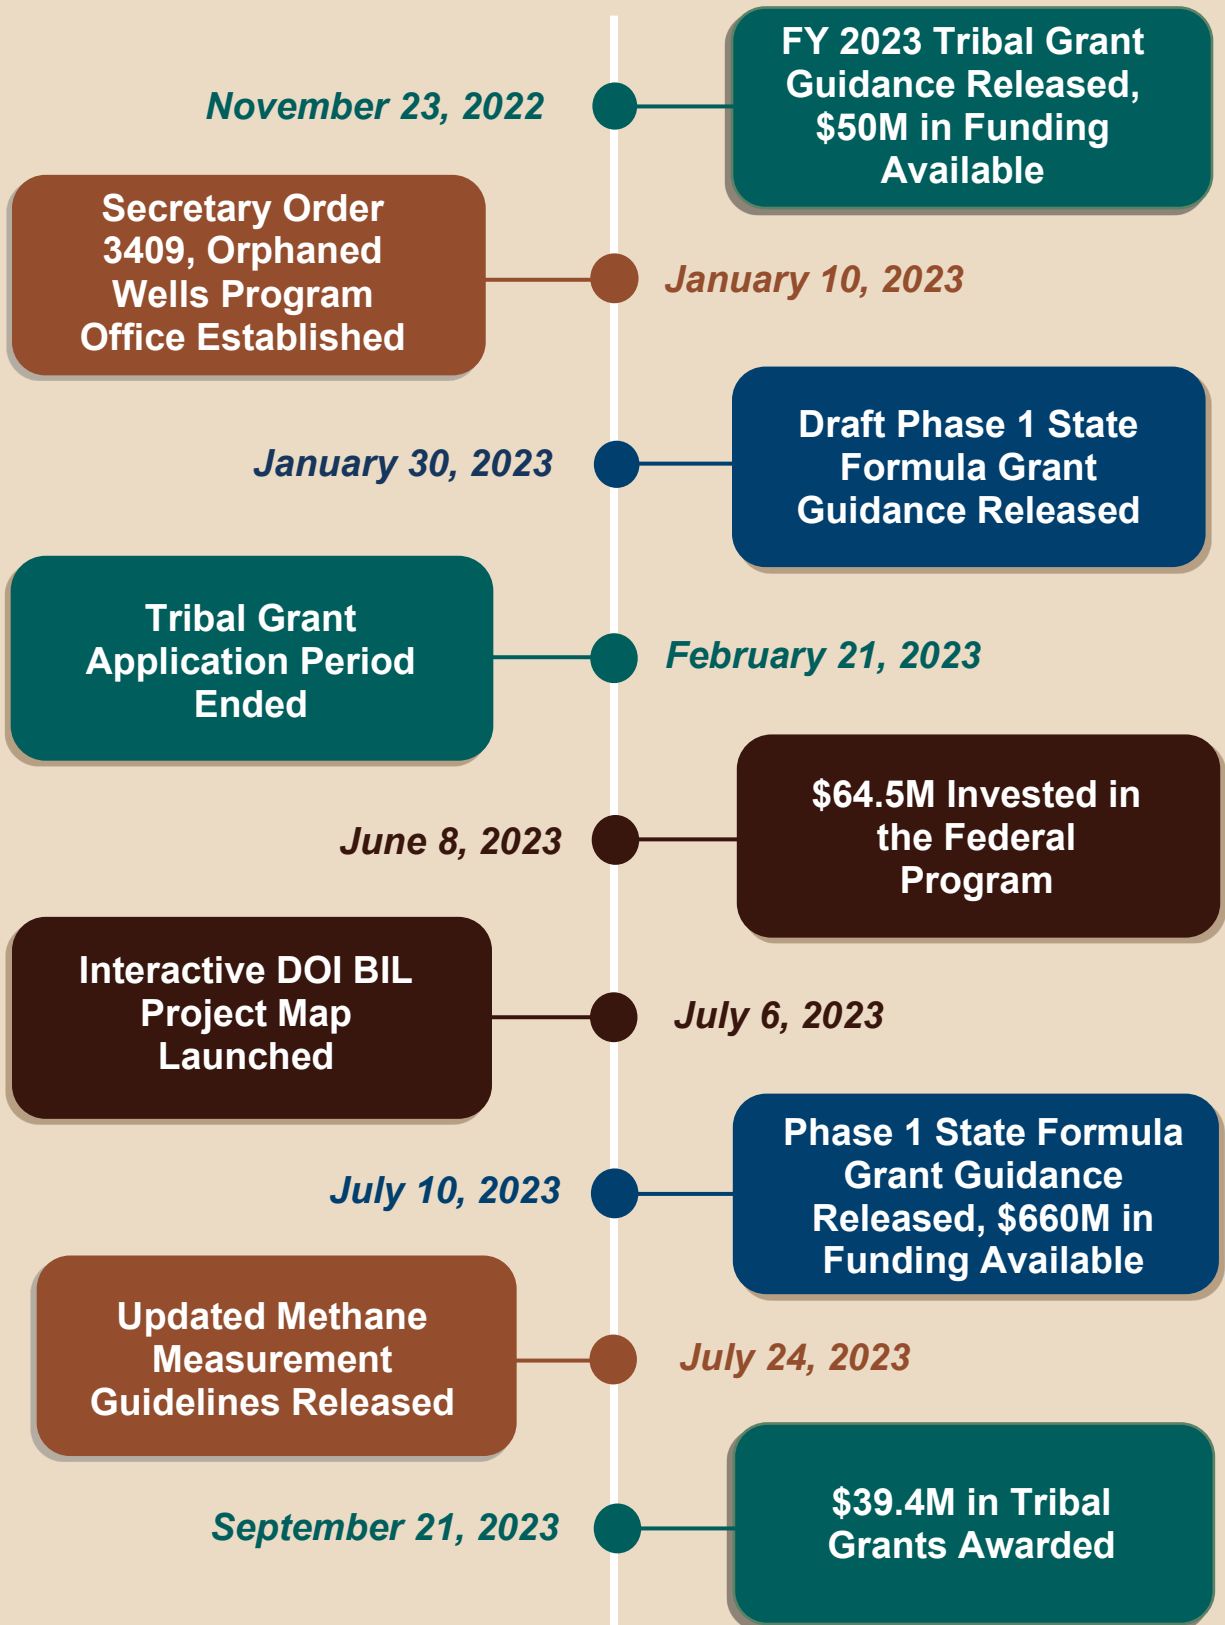 November 23, 2022
FY 2023 Tribal Grant
Guidance Released,
$50M in Funding
Available
Secretary Order
3409, Orphaned
Wells Program
Office Established
January 10, 2023
January 30, 2023
Draft Phase 1 State
Formula Grant
Guidance Released
Tribal Grant
Application Period
Ended
February 21, 2023
June 8, 2023
$64.5M Invested in
the Federal
Program
Interactive DOI BIL
Project Map
Launched
July 6, 2023
July 10, 2023
Phase 1 State Formula
Grant Guidance
Released, $660M in
Funding Available
Updated Methane
Measurement
Guidelines Released
July 24, 2023
September 21, 2023
$39.4M in Tribal
Grants Awarded